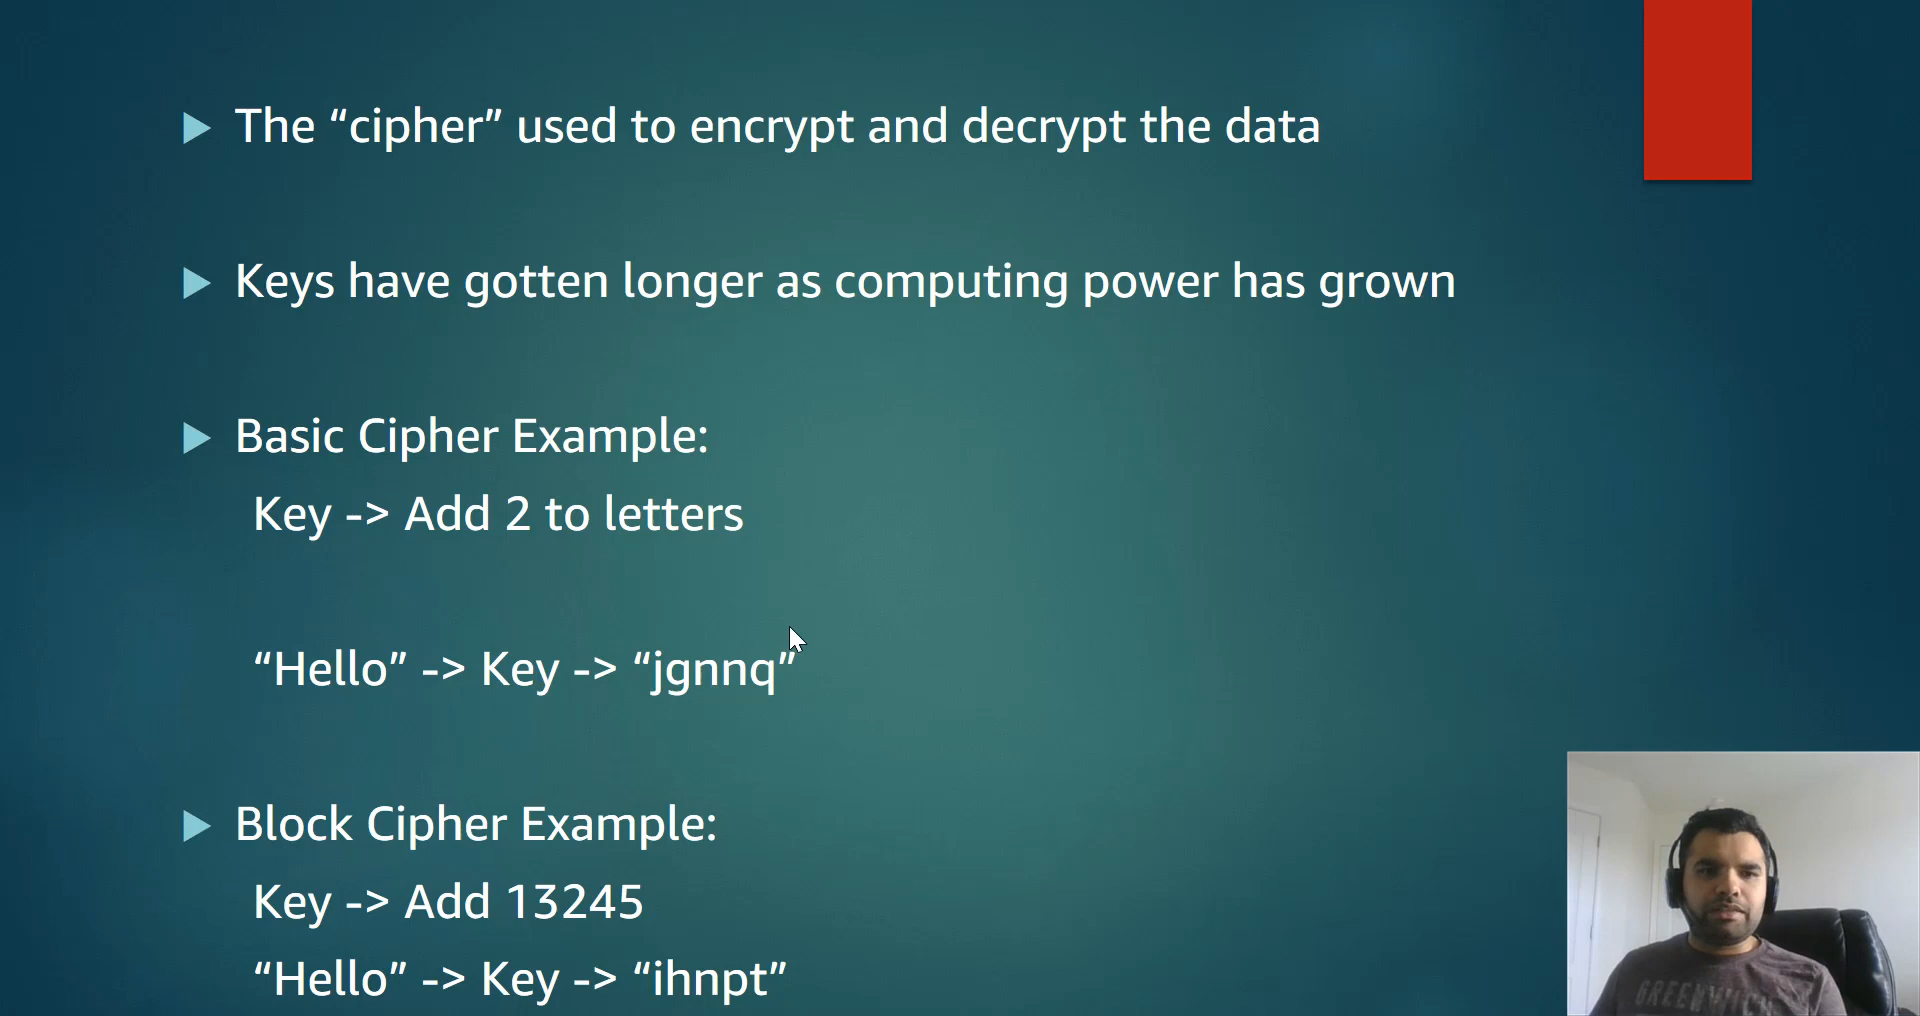 The “cipher” used to encrypt and decrypt the data
Keys have gotten longer as computing power has grown
Basic Cipher Example:
Key -> Add 2 to letters
“Hello” -> Key -> “jgnnq”
Block Cipher Example:
Key -> Add 13245
“Hello” -> Key -> “ihnpt”
GREENWICH